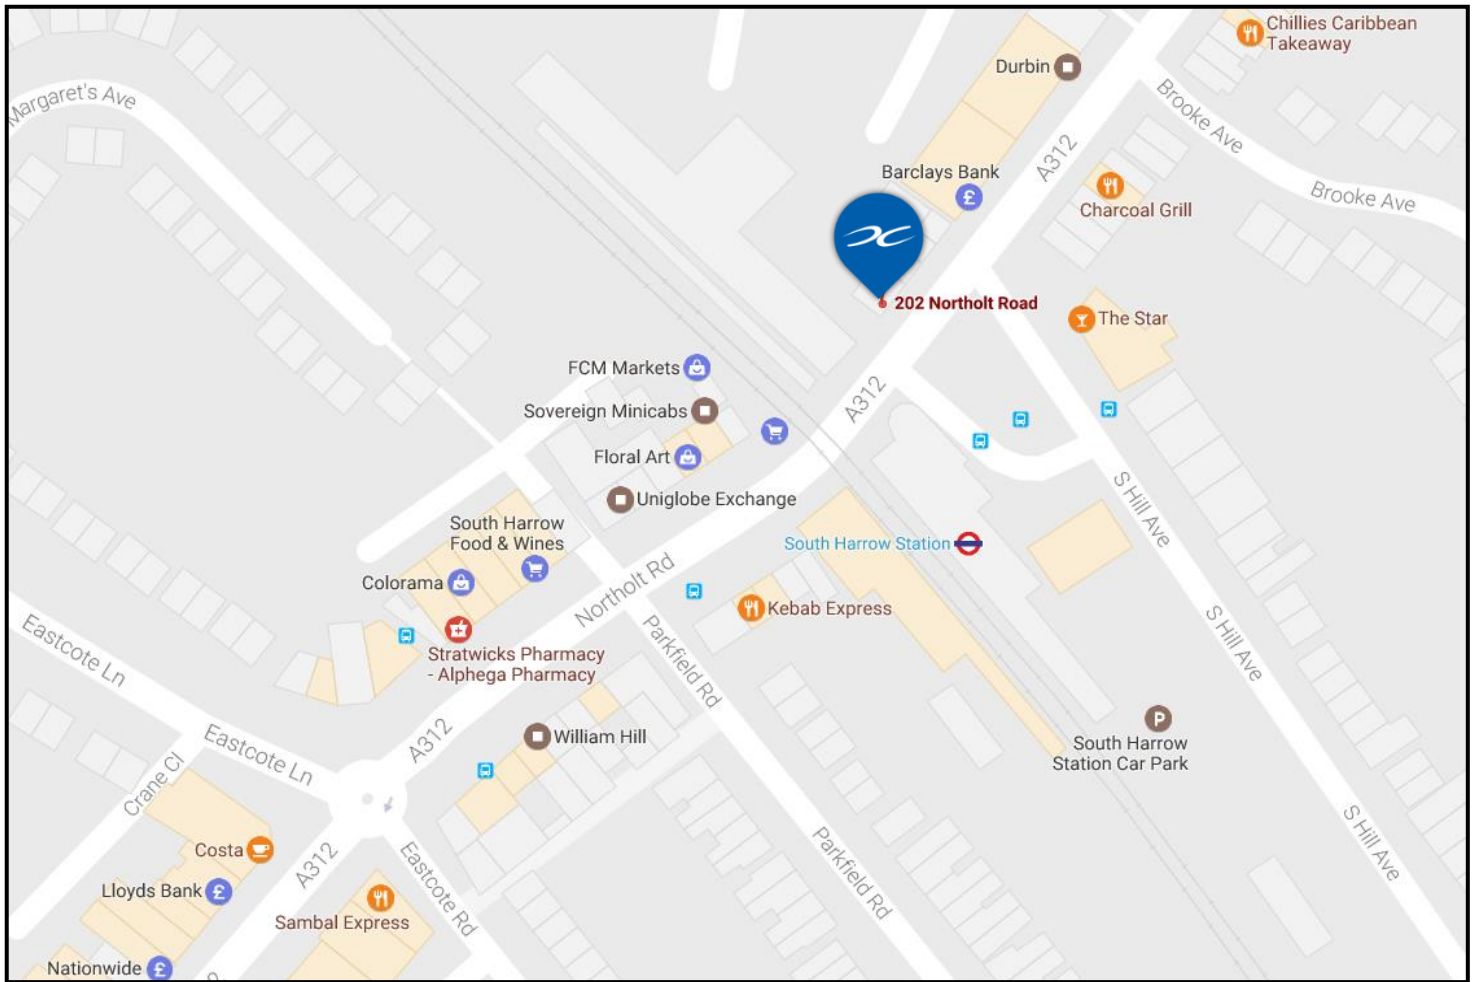 Chillies Caribbean
Takeaway
Durbin
Margaret's Ave
Brooke Ave
A312
Barclays Bank
£
Charcoal Grill
Brooke Ave
202 Northolt Road
The Star
FCM Markets
A312
Sovereign Minicabs
Floral Art
Uniglobe Exchange
S Hill Ave
South Harrow
Food & Wines
South Harrow Station
Colorama
Northolt Rd
Kebab Express
Eastcote Ln
Stratwicks Pharmacy
- Alphega Pharmacy
Parkfield Rd
S Hill Ave
P
South Harrow
Station Car Park
A312
William Hill
Eastcote Ln
Crane Cl
Costa
A312
Eastcote Rd
Parkfield Rd
S Hill Ave
Lloyds Bank
£
Sambal Express
Nationwide
£